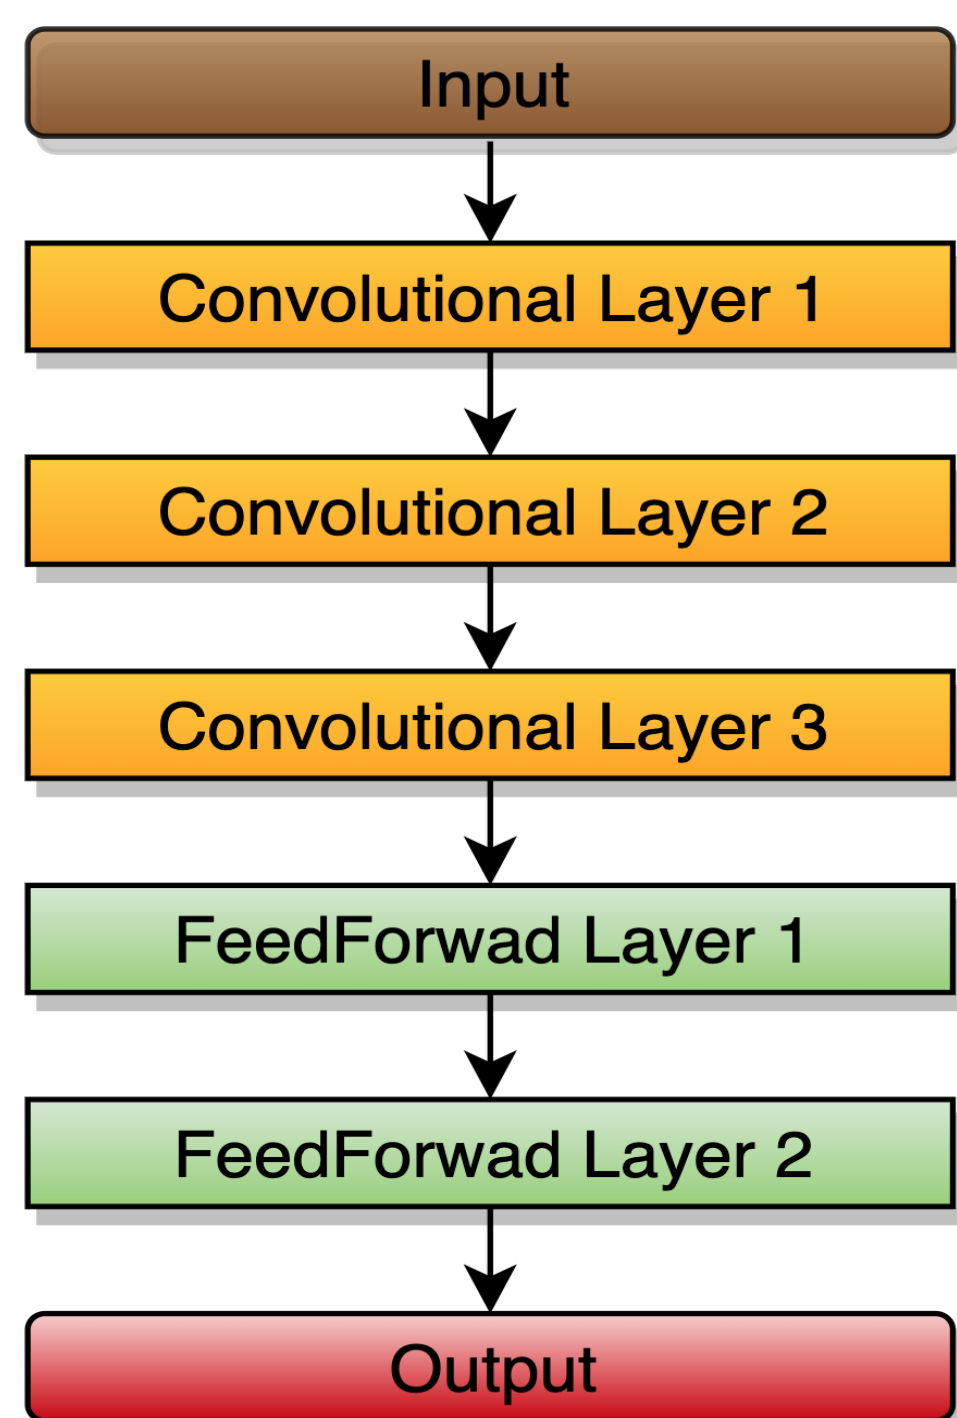 Input
Convolutional Layer 1
Convolutional Layer 2
Convolutional Layer 3
FeedForwad Layer 1
FeedForwad Layer 2
Output